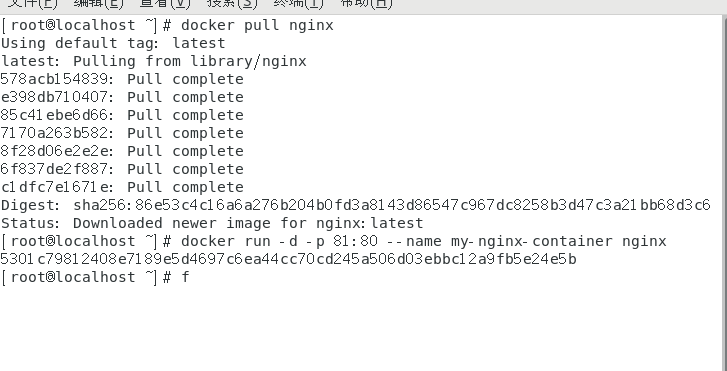 文件(F) 编辑(E) 查看(V) 搜索(S) 终端(T) 帮助(H)
[root@localhost ~]# docker pull nginx
Using default tag: latest
latest: Pulling from library/nginx
578acb154839: Pull complete
e398db710407: Pull complete
85c41ebe6d66: Pull complete
7170a263b582: Pull complete
8f28d06e2e2e: Pull complete
6f837de2f887: Pull complete
c1dfc7e1671e: Pull complete
Digest: sha256:86e53c4c16a6a276b204b0fd3a8143d86547c967dc8258b3d47c3a21bb68d3c6
Status: Downloaded newer image for nginx:latest
[root@localhost ~]# docker run -d -p 81:80 --name my-nginx-container nginx
5301c79812408e7189e5d4697c6ea44cc70cd245a506d03ebbc12a9fb5e24e5b
[root@localhost ~]# f